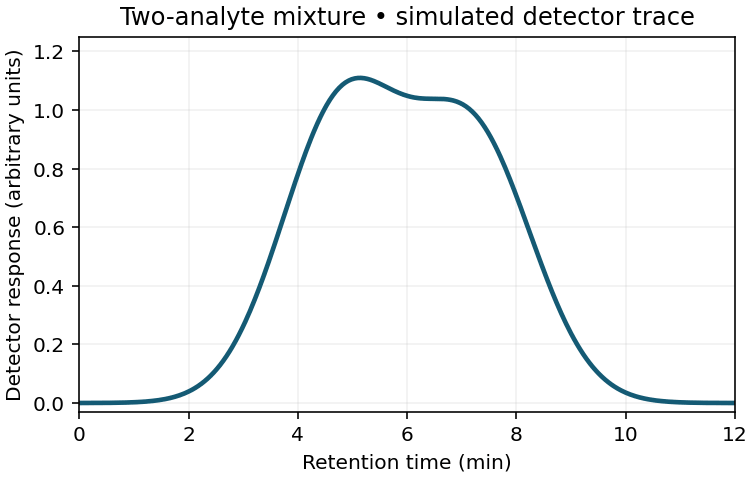 Two-analyte mixture • simulated detector trace
Detector response (arbitrary units)
1.2
1.0
0.8
0.6
0.4
0.2
0.0
0 2 4 6 8 10 12
Retention time (min)